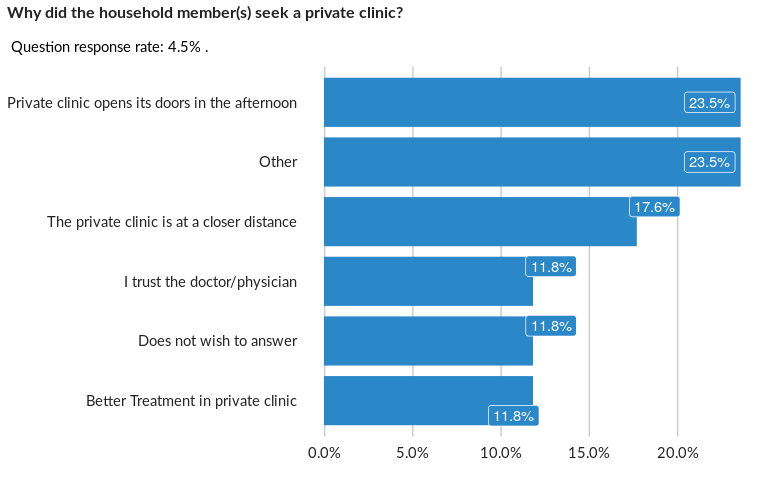 Why did the household member(s) seek a private clinic?
Question response rate: 4.5% .
Private clinic opens its doors in the afternoon
23.5%
Other
23.5%
The private clinic is at a closer distance
17.6%
I trust the doctor/physician
11.8%
Does not wish to answer
11.8%
Better Treatment in private clinic
11.8%
0.0% 5.0% 10.0% 15.0% 20.0%